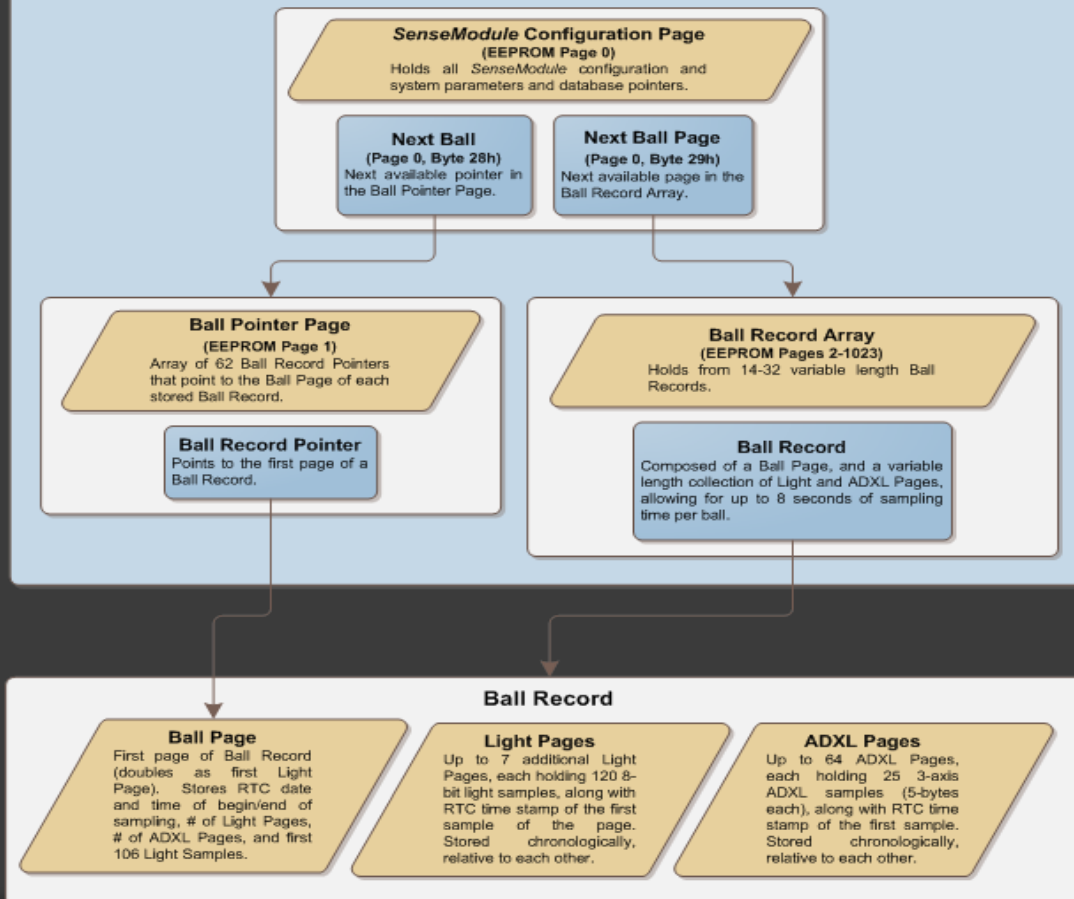 SenseModule Configuration Page
(EEPROM Page 0)
Holds all SenseModule configuration and
system parameters and database pointers.
Next Ball
(Page 0, Byte 28h)
Next available pointer in
the Ball Pointer Page.
Next Ball Page
(Page 0, Byte 29h)
Next available page in the
Ball Record Array.
Ball Pointer Page
(EEPROM Page 1)
Array of 62 Ball Record Pointers
that point to the Ball Page of each
stored Ball Record.
Ball Record Pointer
Points to the first page of a
Ball Record.
Ball Record Array
(EEPROM Pages 2-1023)
Holds from 14-32 variable length Ball
Records.
Ball Record
Composed of a Ball Page, and a variable
length collection of Light and ADXL Pages,
allowing for up to 8 seconds of sampling
time per ball.
Ball Record
Ball Page
First page of Ball Record
(doubles as first Light
Page). Stores RTC date
and time of begin/end of
sampling, # of Light Pages,
# of ADXL Pages, and first
106 Light Samples.
Light Pages
Up to 7 additional Light
Pages, each holding 120 8-
bit light samples, along with
RTC time stamp of the first
sample of the page.
Stored chronologically,
relative to each other.
ADXL Pages
Up to 64 ADXL Pages,
each holding 25 3-axis
ADXL samples (5-bytes
each), along with RTC time
stamp of the first sample.
Stored chronologically,
relative to each other.